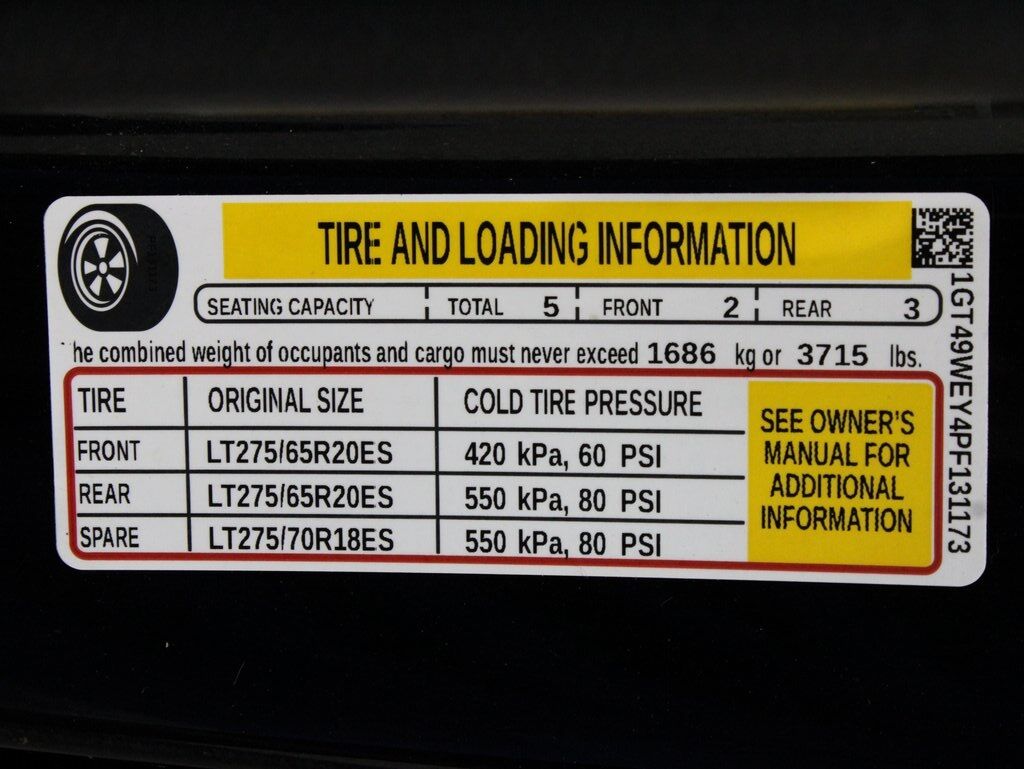 TIRE AND LOADING INFORMATION
SEATING CAPACITY TOTAL 5 FRONT 2 REAR 3
he combined weight of occupants and cargo must never exceed 1686 kg or 3715 lbs.
TIRE ORIGINAL SIZE COLD TIRE PRESSURE
FRONT LT275/65R20ES 420 kPa, 60 PSI
REAR LT275/65R20ES 550 kPa, 80 PSI
SPARE LT275/70R18ES 550 kPa, 80 PSI
SEE OWNER'S
MANUAL FOR
ADDITIONAL
INFORMATION
1GT49WEY4PF131173